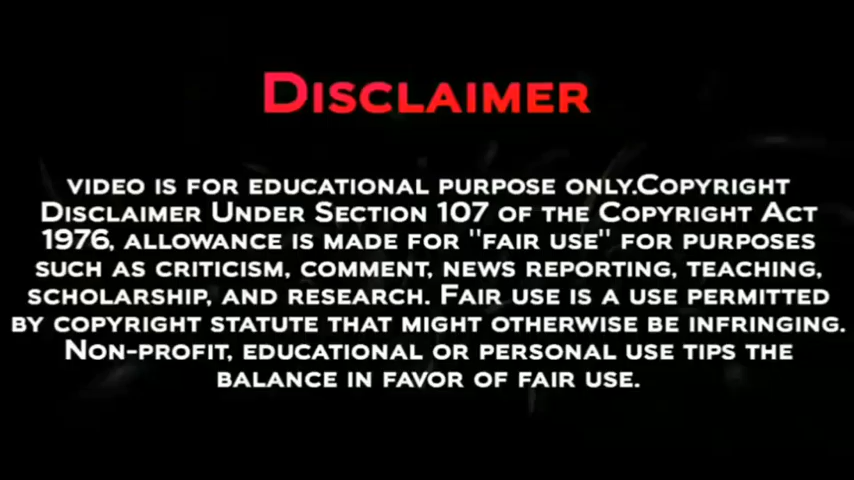 Disclaimer
video is for educational purpose only.Copyright
Disclaimer Under Section 107 of the Copyright Act
1976, allowance is made for "fair use" for purposes
such as criticism, comment, news reporting, teaching,
scholarship, and research. Fair use is a use permitted
by copyright statute that might otherwise be infringing.
Non-profit, educational or personal use tips the
balance in favor of fair use.